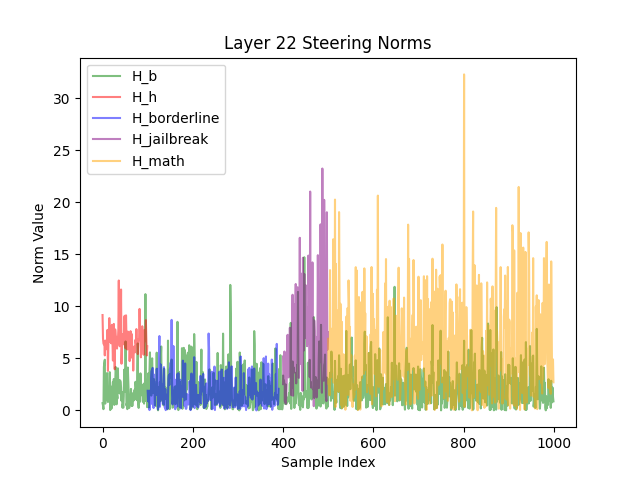 Layer 22 Steering Norms
H_b
H_h
H_borderline
H_jailbreak
H_math
Norm Value
30
25
20
15
10
5
0
0 200 400 600 800 1000
Sample Index